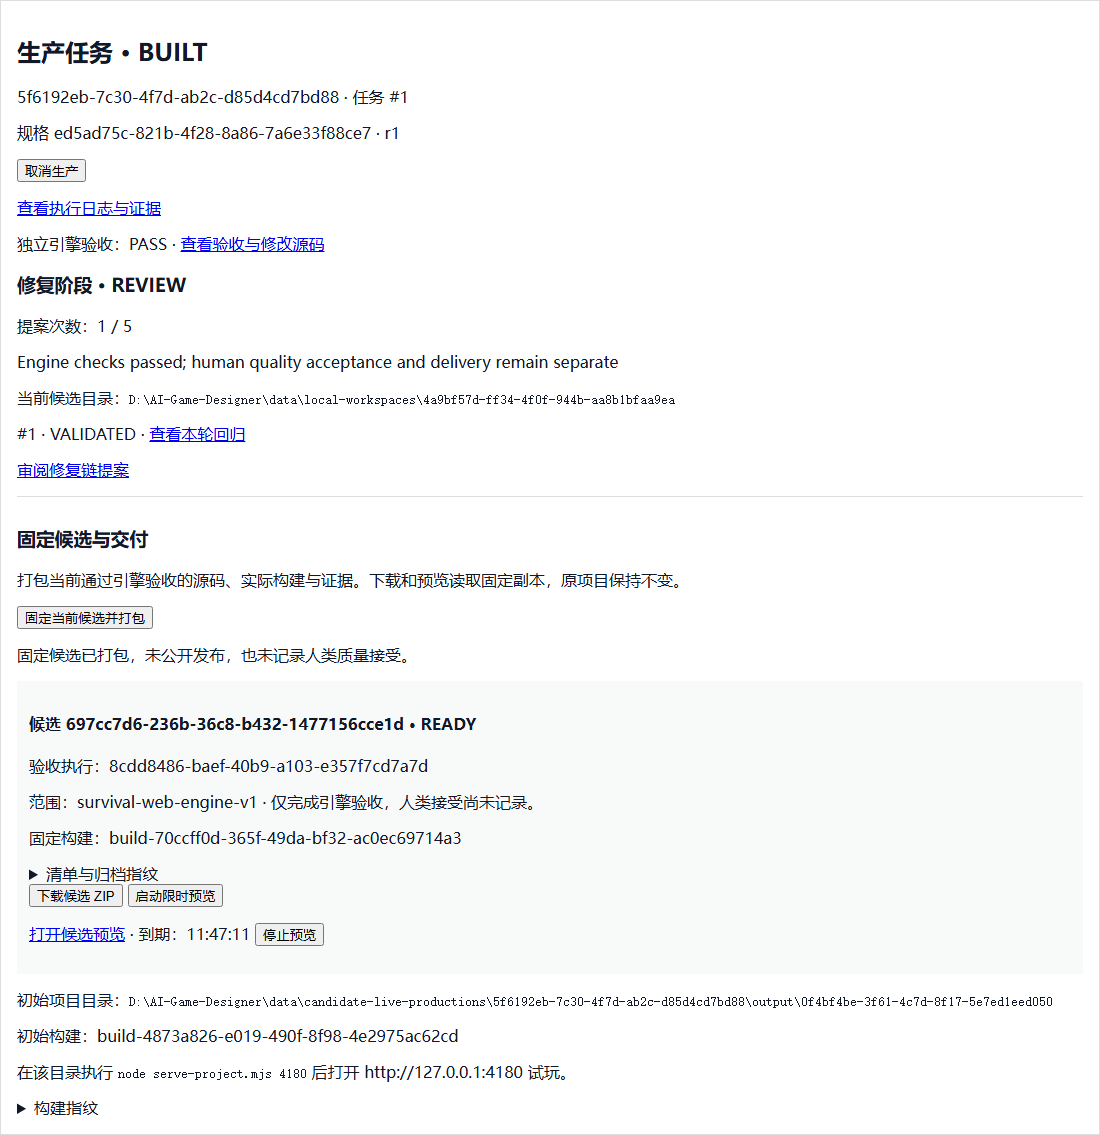 生产任务 • BUILT
5f6192eb-7c30-4f7d-ab2c-d85d4cd7bd88 · 任务 #1
规格 ed5ad75c-821b-4f28-8a86-7a6e33f88ce7 · r1
取消生产
查看执行日志与证据
独立引擎验收：PASS · 查看验收与修改源码
修复阶段 • REVIEW
提案次数：1 / 5
Engine checks passed; human quality acceptance and delivery remain separate
当前候选目录：D:\AI-Game-Designer\data\local-workspaces\4a9bf57d-ff34-4f0f-944b-aa8b1bfaa9ea
#1 · VALIDATED · 查看本轮回归
审阅修复链提案
固定候选与交付
打包当前通过引擎验收的源码、实际构建与证据。下载和预览读取固定副本，原项目保持不变。
固定当前候选并打包
固定候选已打包，未公开发布，也未记录人类质量接受。
候选 697cc7d6-236b-36c8-b432-1477156cce1d • READY
验收执行：8cdd8486-baef-40b9-a103-e357f7cd7a7d
范围：survival-web-engine-v1 · 仅完成引擎验收，人类接受尚未记录。
固定构建：build-70ccff0d-365f-49da-bf32-ac0ec69714a3
▶ 清单与归档指纹
下载候选 ZIP 启动限时预览
打开候选预览 · 到期：11:47:11 停止预览
初始项目目录：D:\AI-Game-Designer\data\candidate-live-productions\5f6192eb-7c30-4f7d-ab2c-d85d4cd7bd88\output\0f4bf4be-3f61-4c7d-8f17-5e7ed1eed050
初始构建：build-4873a826-e019-490f-8f98-4e2975ac62cd
在该目录执行 node serve-project.mjs 4180 后打开 http://127.0.0.1:4180 试玩。
▶ 构建指纹